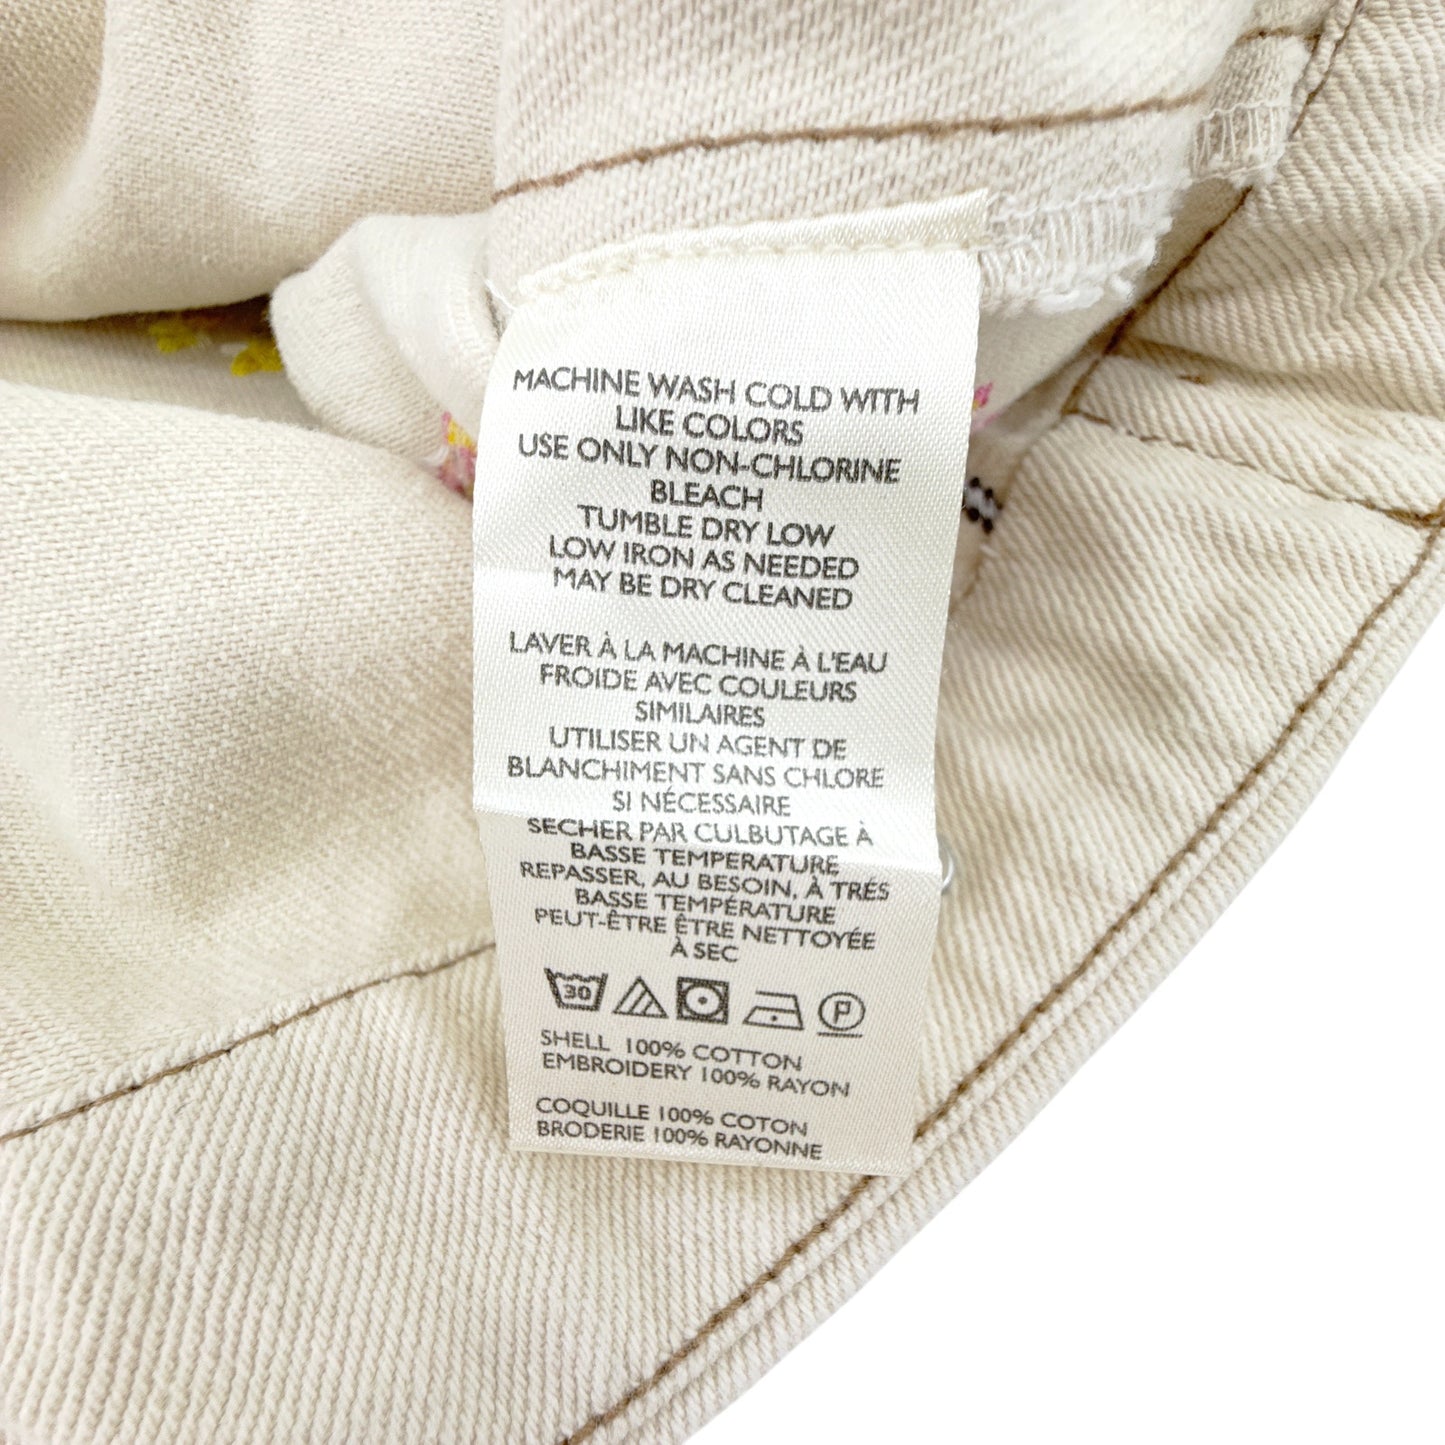 MACHINE WASH COLD WITH
LIKE COLORS
USE ONLY NON-CHLORINE
BLEACH
TUMBLE DRY LOW
LOW IRON AS NEEDED
MAY BE DRY CLEANED
LAVER À LA MACHINE À L'EAU
FROIDE AVEC COULEURS
SIMILAIRES
UTILISER UN AGENT DE
BLANCHIMENT SANS CHLORE
SI NÉCESSAIRE
SECHER PAR CULBUTAGE À
BASSE TEMPERATURE
REPASSER, AU BESOIN, À TRÉS
BASSE TEMPÉRATURE
PEUT-ÊTRE ÊTRE NETTOYÉE
À SEC
30 P
SHELL 100% COTTON
EMBROIDERY 100% RAYON
COQUILLE 100% COTON
BRODERIE 100% RAYONNE